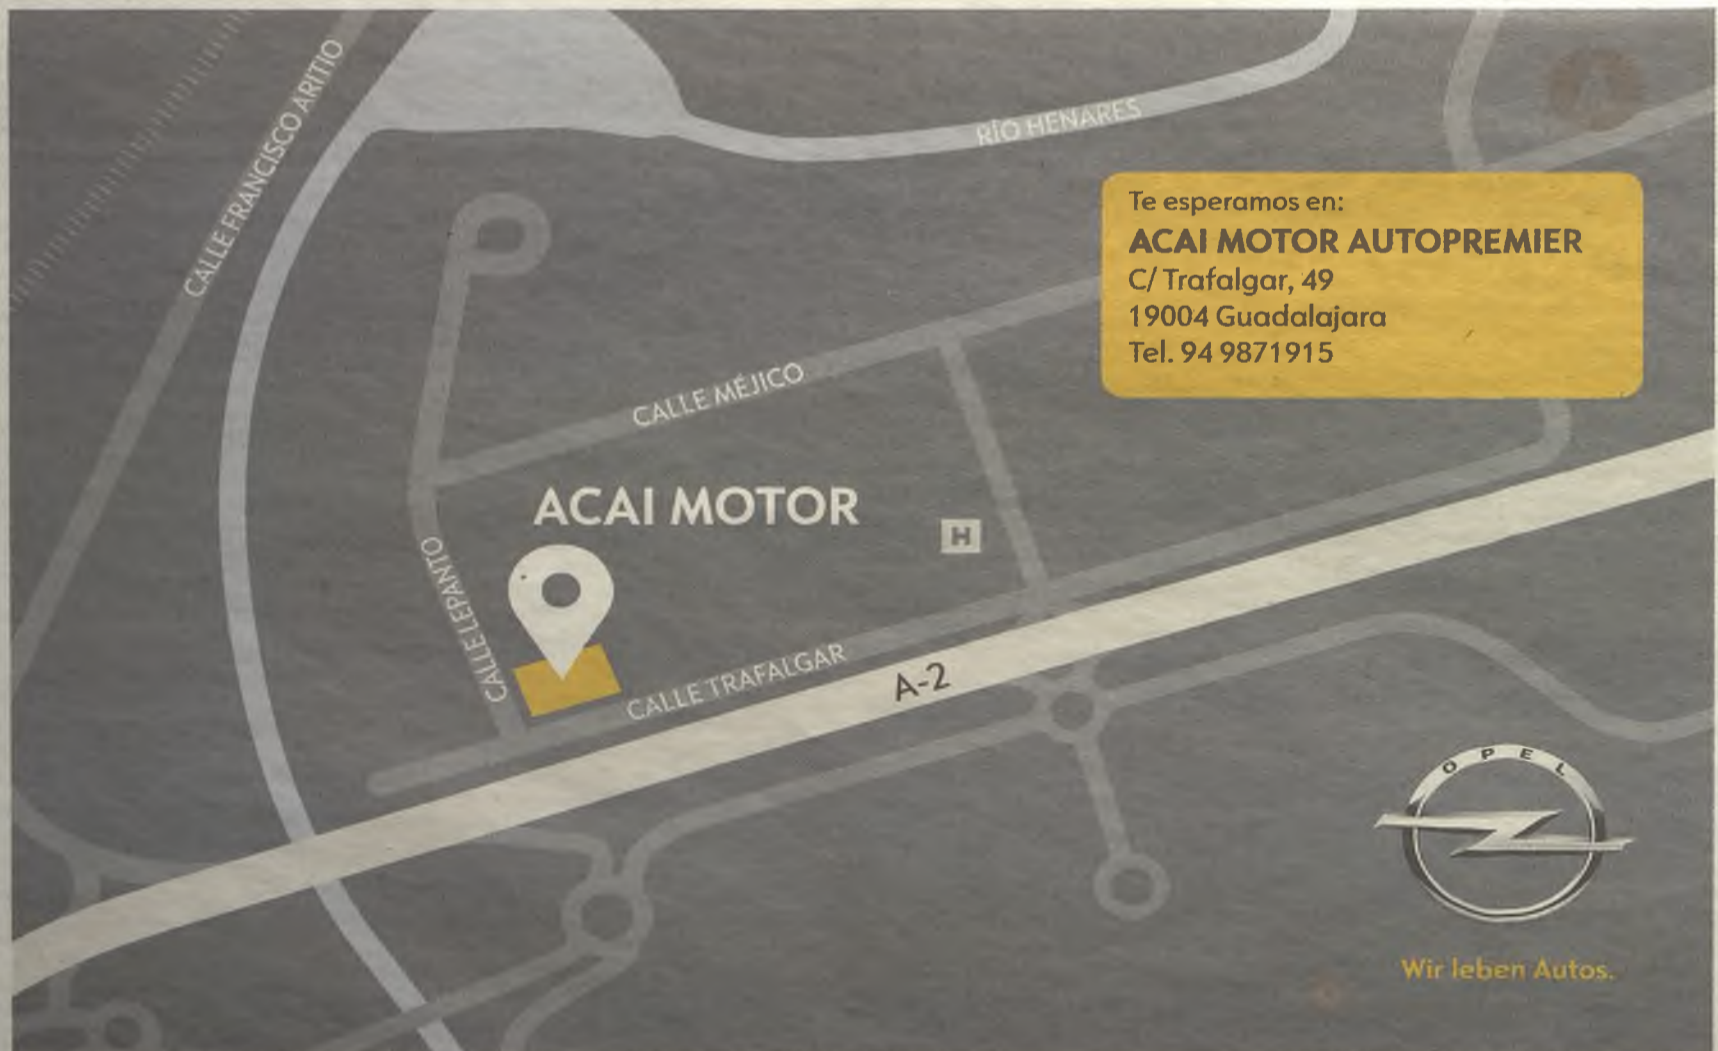 CALLE FRANCISCO ARITIO
RÍO HENARES
Te esperamos en:
ACAI MOTOR AUTOPREMIER
C/ Trafalgar, 49
19004 Guadalajara
Tel. 94 9871915
CALLE MÉJICO
ACAI MOTOR
H
CALLE LEPANTO
CALLE TRAFALGAR
A-2
OPEL
Wir leben Autos.